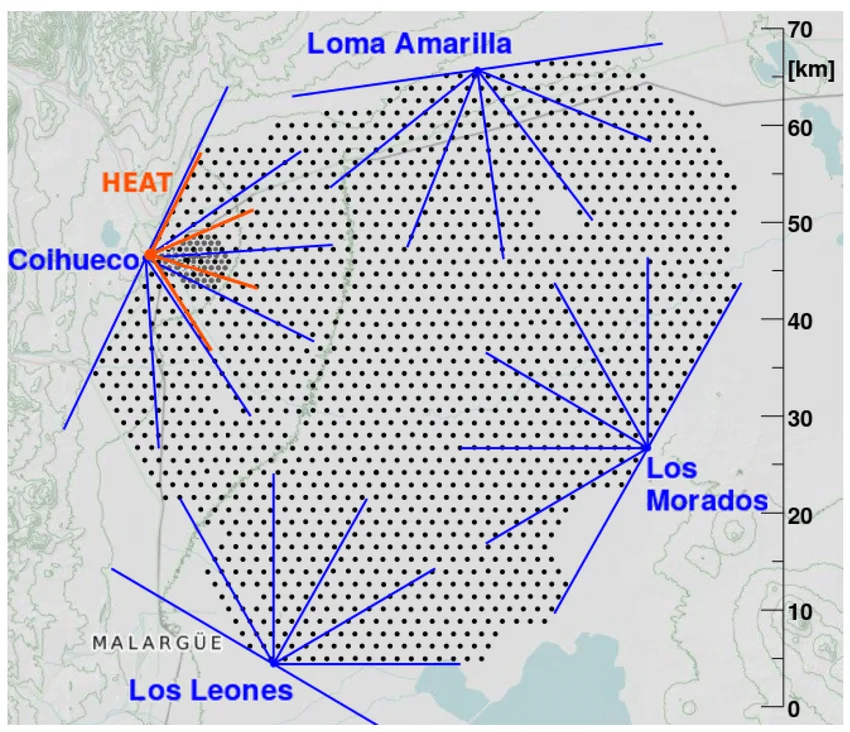 Loma Amarilla
70
[km]
60
HEAT
50
Coihueco
40
30
Los
Morados
20
10
MALARGÜE
Los Leones
0